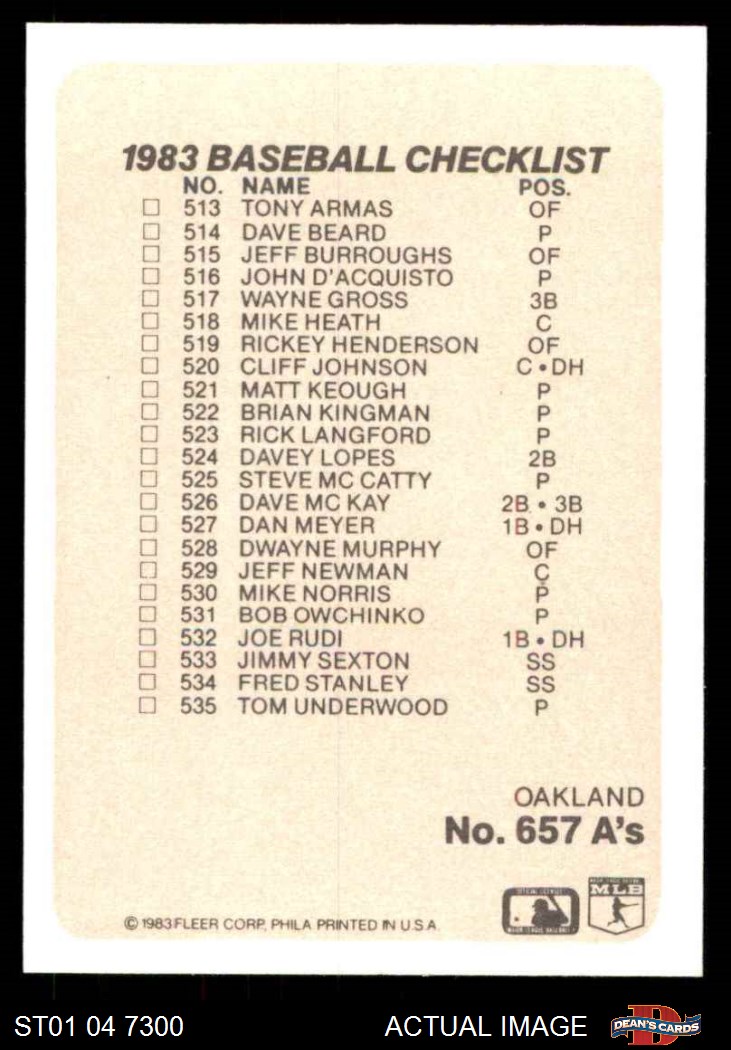 1983 BASEBALL CHECKLIST
NO. NAME POS.
513 TONY ARMAS OF
514 DAVE BEARD P
515 JEFF BURROUGHS OF
516 JOHN D'ACQUISTO P
517 WAYNE GROSS 3B
518 MIKE HEATH C
519 RICKEY HENDERSON OF
520 CLIFF JOHNSON C • DH
521 MATT KEOUGH P
522 BRIAN KINGMAN P
523 RICK LANGFORD P
524 DAVEY LOPES 2B
525 STEVE MC CATTY P
526 DAVE MC KAY 2B • 3B
527 DAN MEYER 1B • DH
528 DWAYNE MURPHY OF
529 JEFF NEWMAN C
530 MIKE NORRIS P
531 BOB OWCHINKO P
532 JOE RUDI 1B • DH
533 JIMMY SEXTON SS
534 FRED STANLEY SS
535 TOM UNDERWOOD P
OAKLAND
No. 657 A's
MLB
© 1983 FLEER CORP. PHILA PRINTED IN U.S.A.
ST01 04 7300 ACTUAL IMAGE DEAN'S CARDS